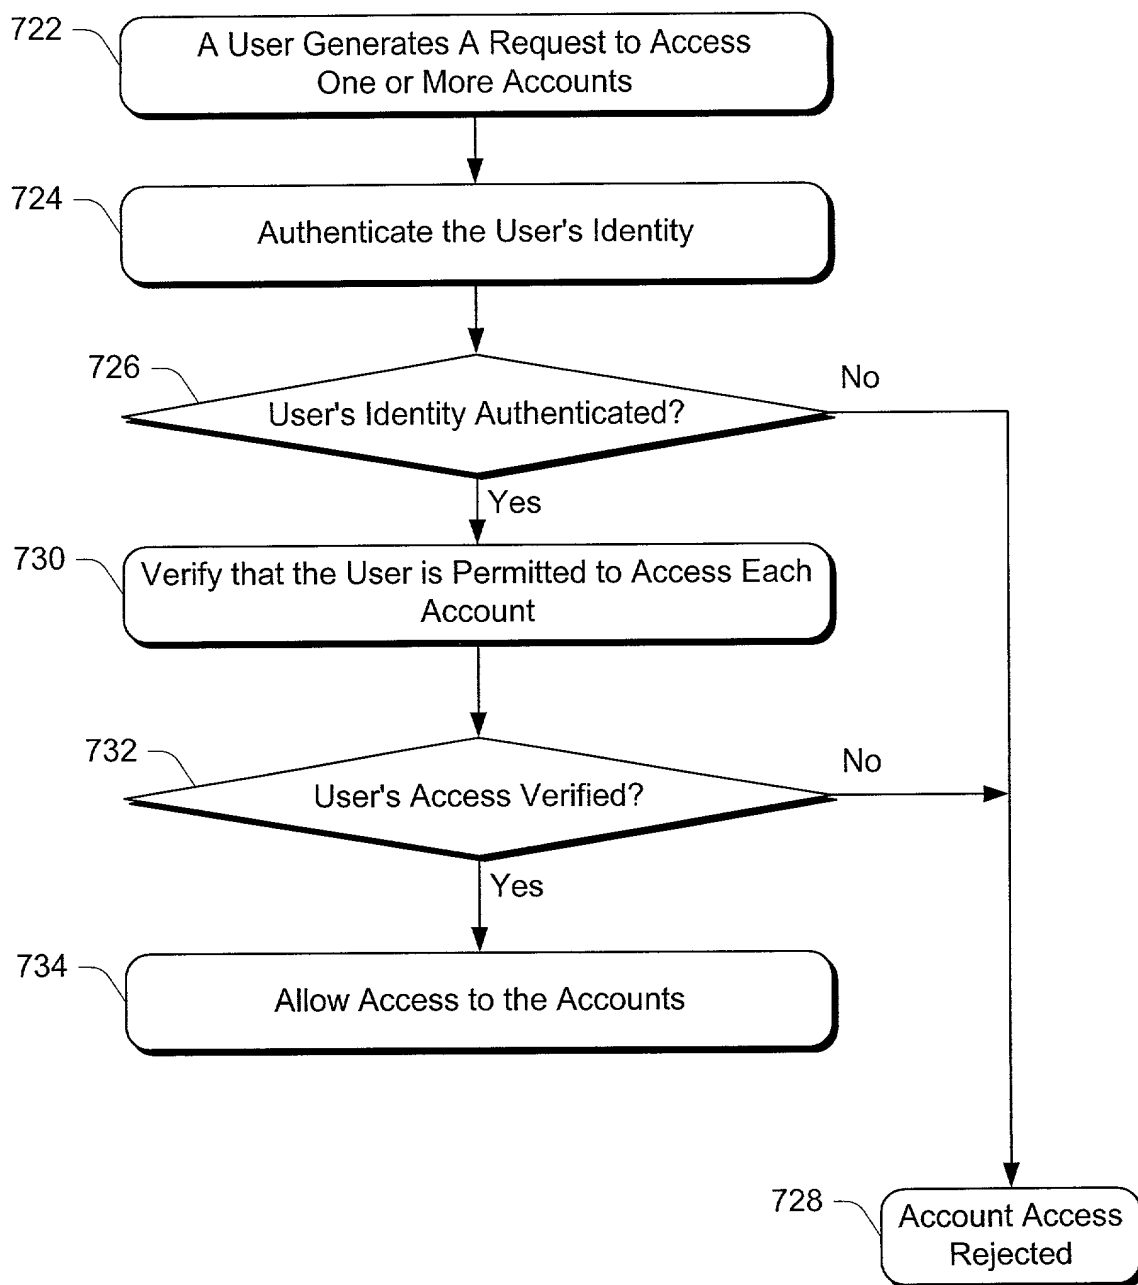 722
A User Generates A Request to Access
One or More Accounts
724
Authenticate the User's Identity
726
User's Identity Authenticated?
No
Yes
730
Verify that the User is Permitted to Access Each
Account
732
User's Access Verified?
No
Yes
734
Allow Access to the Accounts
728
Account Access
Rejected